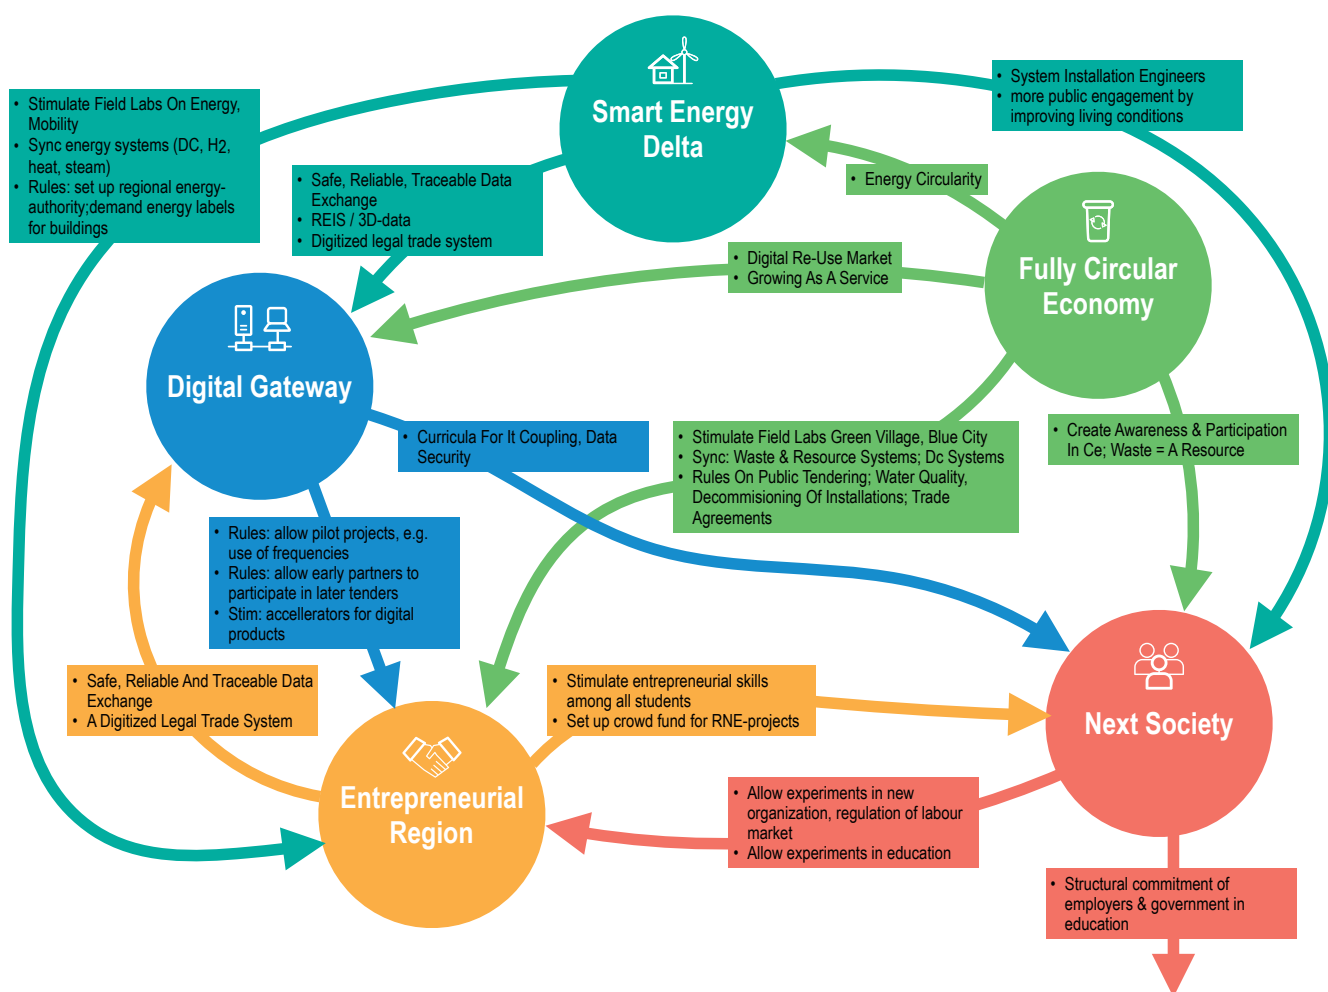 Smart Energy
Delta
• System Installation Engineers
• more public engagement by
improving living conditions
• Stimulate Field Labs On Energy,
Mobility
• Sync energy systems (DC, H2,
heat, steam)
• Rules: set up regional energy-
authority;demand energy labels
for buildings
• Safe, Reliable, Traceable Data
Exchange
• REIS / 3D-data
• Digitized legal trade system
• Energy Circularity
• Digital Re-Use Market
• Growing As A Service
Fully Circular
Economy
Digital Gateway
• Curricula For It Coupling, Data
Security
• Stimulate Field Labs Green Village, Blue City
• Sync: Waste & Resource Systems; Dc Systems
• Rules On Public Tendering; Water Quality,
Decommisioning Of Installations; Trade
Agreements
• Create Awareness & Participation
In Ce; Waste = A Resource
• Rules: allow pilot projects, e.g.
use of frequencies
• Rules: allow early partners to
participate in later tenders
• Stim: accellerators for digital
products
• Safe, Reliable And Traceable Data
Exchange
• A Digitized Legal Trade System
• Stimulate entrepreneurial skills
among all students
• Set up crowd fund for RNE-projects
Next Society
Entrepreneurial
Region
• Allow experiments in new
organization, regulation of labour
market
• Allow experiments in education
• Structural commitment of
employers & government in
education